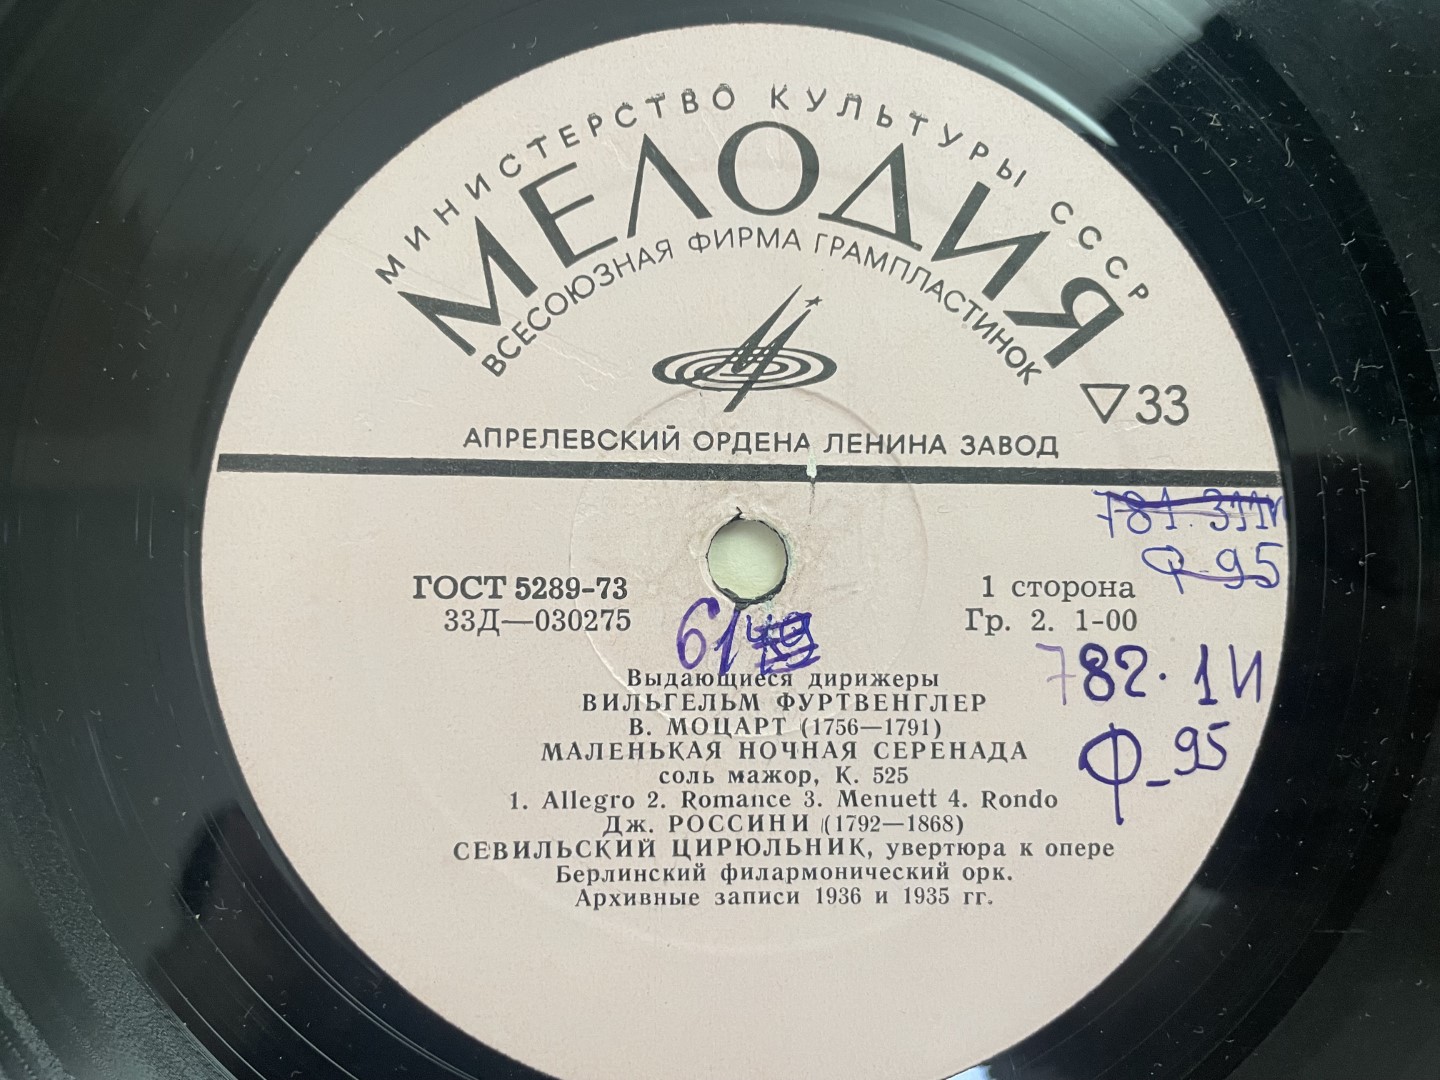 МИНИСТЕРСТВО КУЛЬТУРЫ СССР
МЕЛОДИЯ
ВСЕСОЮЗНАЯ ФИРМА ГРАМПЛАСТИНОК
33
АПРЕЛЕВСКИЙ ОРДЕНА ЛЕНИНА ЗАВОД
781.311И
Ф-95
ГОСТ 5289-73
1 сторона
33Д—030275
Гр. 2. 1-00
61
782.1И
Ф-95
Выдающиеся дирижеры
ВИЛЬГЕЛЬМ ФУРТВЕНГЛЕР
В. МОЦАРТ (1756—1791)
МАЛЕНЬКАЯ НОЧНАЯ СЕРЕНАДА
соль мажор, К. 525
1. Allegro 2. Romance 3. Menuett 4. Rondo
Дж. РОССИНИ (1792—1868)
СЕВИЛЬСКИЙ ЦИРЮЛЬНИК, увертюра к опере
Берлинский филармонический орк.
Архивные записи 1936 и 1935 гг.